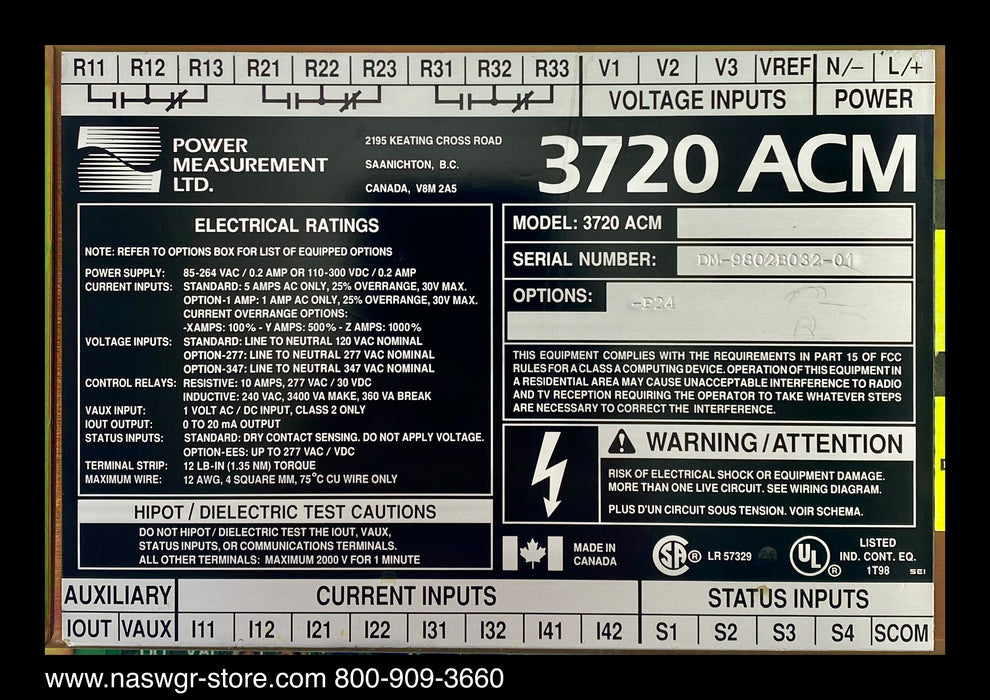 R11 R12 R13 R21 R22 R23 R31 R32 R33 V1 V2 V3 VREF N/– L/+
VOLTAGE INPUTS POWER
POWER
MEASUREMENT
LTD.
2195 KEATING CROSS ROAD
SAANICHTON, B.C.
CANADA, V8M 2A5
3720 ACM
ELECTRICAL RATINGS
NOTE: REFER TO OPTIONS BOX FOR LIST OF EQUIPPED OPTIONS
POWER SUPPLY: 85-264 VAC / 0.2 AMP OR 110-300 VDC / 0.2 AMP
CURRENT INPUTS: STANDARD: 5 AMPS AC ONLY, 25% OVERRANGE, 30V MAX.
OPTION-1 AMP: 1 AMP AC ONLY, 25% OVERRANGE, 30V MAX.
CURRENT OVERRANGE OPTIONS:
-XAMPS: 100% - Y AMPS: 500% - Z AMPS: 1000%
VOLTAGE INPUTS: STANDARD: LINE TO NEUTRAL 120 VAC NOMINAL
OPTION-277: LINE TO NEUTRAL 277 VAC NOMINAL
OPTION-347: LINE TO NEUTRAL 347 VAC NOMINAL
CONTROL RELAYS: RESISTIVE: 10 AMPS, 277 VAC / 30 VDC
INDUCTIVE: 240 VAC, 3400 VA MAKE, 360 VA BREAK
VAUX INPUT: 1 VOLT AC / DC INPUT, CLASS 2 ONLY
IOUT OUTPUT: 0 TO 20 mA OUTPUT
STATUS INPUTS: STANDARD: DRY CONTACT SENSING. DO NOT APPLY VOLTAGE.
OPTION-EES: UP TO 277 VAC / VDC
TERMINAL STRIP: 12 LB-IN (1.35 NM) TORQUE
MAXIMUM WIRE: 12 AWG, 4 SQUARE MM, 75°C CU WIRE ONLY
HIPOT / DIELECTRIC TEST CAUTIONS
DO NOT HIPOT / DIELECTRIC TEST THE IOUT, VAUX,
STATUS INPUTS, OR COMMUNICATIONS TERMINALS.
ALL OTHER TERMINALS: MAXIMUM 2000 V FOR 1 MINUTE
MODEL: 3720 ACM
SERIAL NUMBER: DM-9802B032-01
OPTIONS: -P24
THIS EQUIPMENT COMPLIES WITH THE REQUIREMENTS IN PART 15 OF FCC
RULES FOR A CLASS A COMPUTING DEVICE. OPERATION OF THIS EQUIPMENT IN
A RESIDENTIAL AREA MAY CAUSE UNACCEPTABLE INTERFERENCE TO RADIO
AND TV RECEPTION REQUIRING THE OPERATOR TO TAKE WHATEVER STEPS
ARE NECESSARY TO CORRECT THE INTERFERENCE.
WARNING / ATTENTION
RISK OF ELECTRICAL SHOCK OR EQUIPMENT DAMAGE.
MORE THAN ONE LIVE CIRCUIT. SEE WIRING DIAGRAM.
PLUS D'UN CIRCUIT SOUS TENSION. VOIR SCHEMA.
MADE IN
CANADA
SA ® LR 57329
UL ®
LISTED
IND. CONT. EQ.
1T98 SEI
AUXILIARY CURRENT INPUTS STATUS INPUTS
IOUT VAUX I11 I12 I21 I22 I31 I32 I41 I42 S1 S2 S3 S4 SCOM
www.naswgr-store.com 800-909-3660